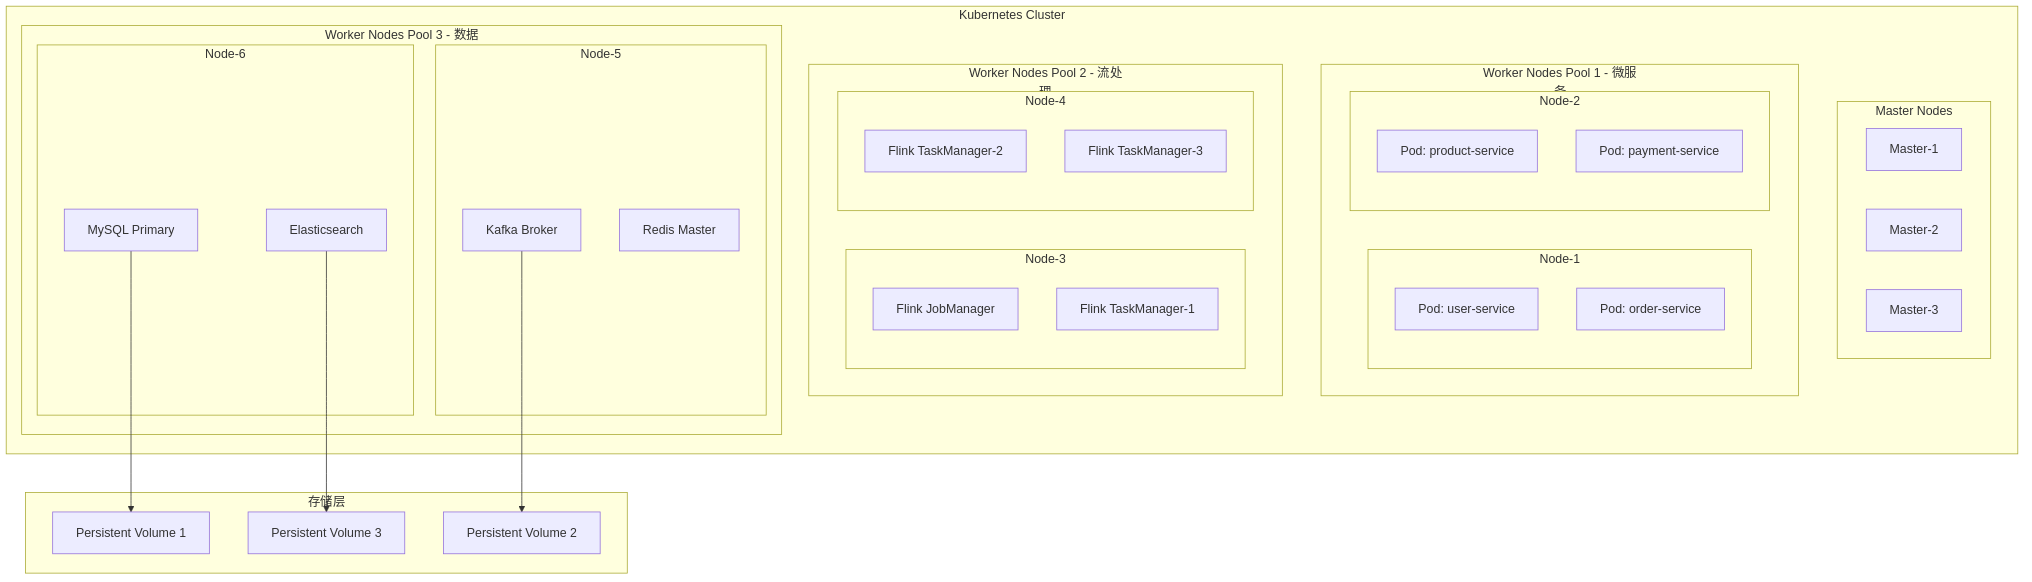 Kubernetes Cluster
Worker Nodes Pool 3 - 数据
Node-6
MySQL Primary
Elasticsearch
Node-5
Kafka Broker
Redis Master
Worker Nodes Pool 2 - 流处
理
Node-4
Flink TaskManager-2
Flink TaskManager-3
Node-3
Flink JobManager
Flink TaskManager-1
Worker Nodes Pool 1 - 微服
务
Node-2
Pod: product-service
Pod: payment-service
Node-1
Pod: user-service
Pod: order-service
Master Nodes
Master-1
Master-2
Master-3
存储层
Persistent Volume 1
Persistent Volume 3
Persistent Volume 2